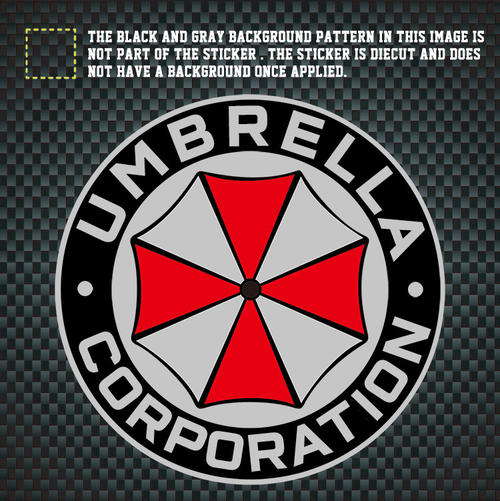 THE BLACK AND GRAY BACKGROUND PATTERN IN THIS IMAGE IS
NOT PART OF THE STICKER . THE STICKER IS DIECUT AND DOES
NOT HAVE A BACKGROUND ONCE APPLIED.
UMBRELLA
CORPORATION